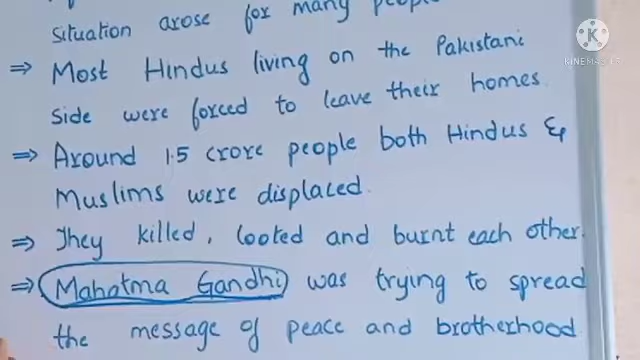 situation arose for many people
⇒ Most Hindus living on the Pakistani
side were forced to leave their homes.
⇒ Around 1.5 crore people both Hindus &
Muslims were displaced.
⇒ They killed, looted and burnt each other.
⇒ Mahatma Gandhi was trying to spread
the message of peace and brotherhood
KINEMASTER